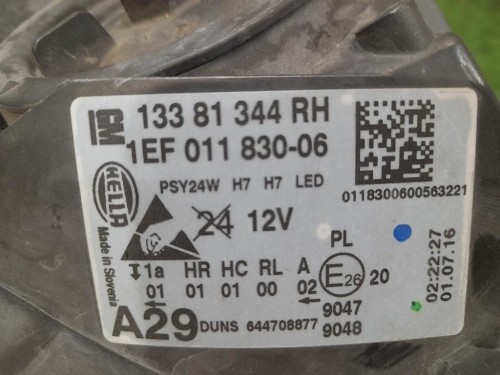 GM 133 81 344 RH
1EF 011 830-06
HELLA
Made in Slovenia
PSY24W H7 H7 LED
0118300600563221
24 12V
PL
1a HR HC RL A
01 01 01 00 02
E26 20
02:22:27
01.07.16
A29 DUNS 644708877
9047
9048